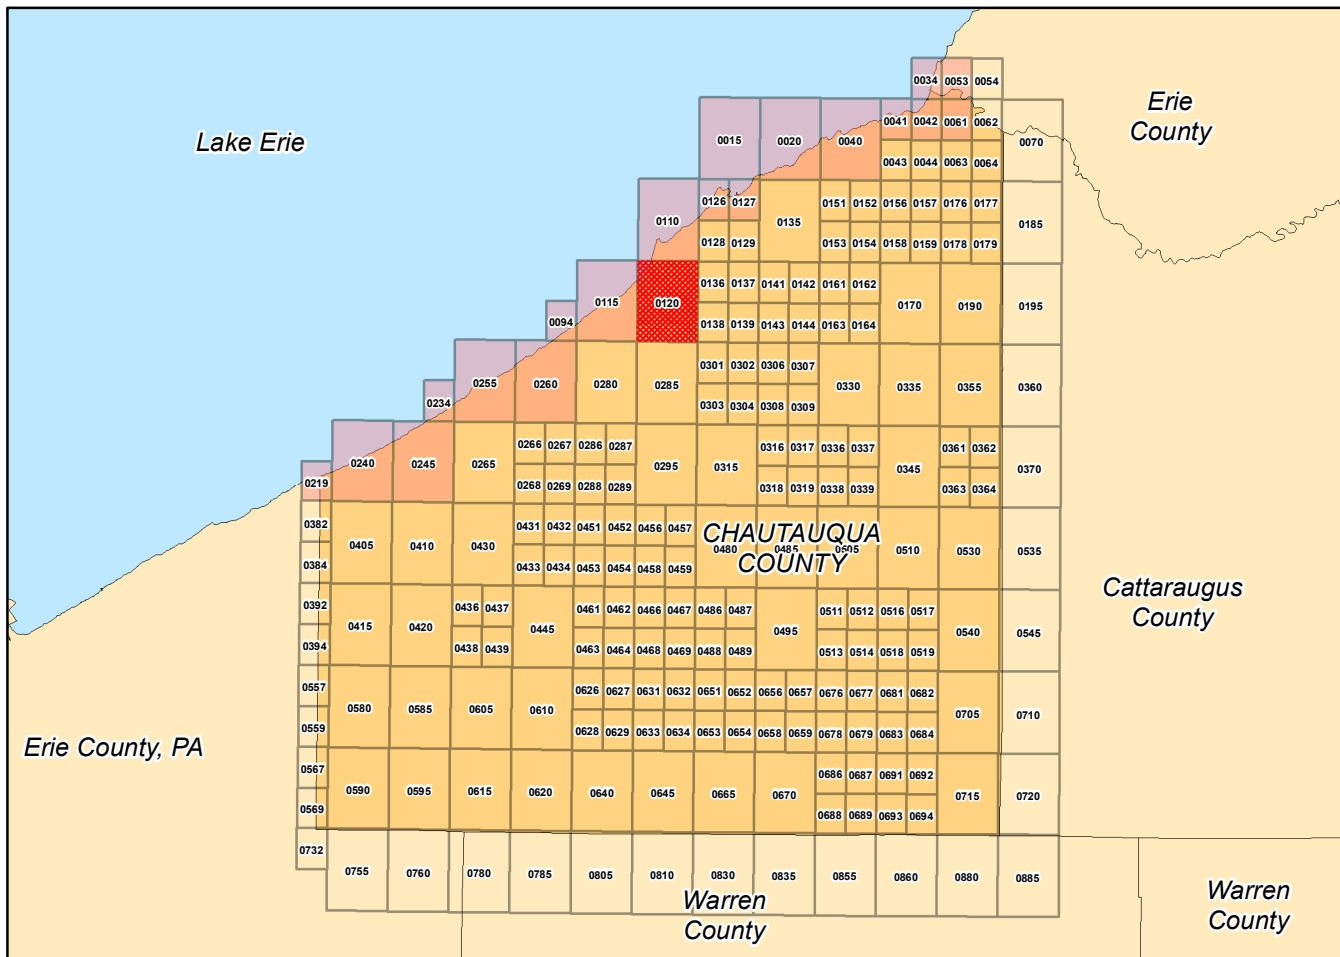 0034 0053 0054
Erie
County
Lake Erie
0015 0020 0040 0041 0042 0061 0062 0070
0043 0044 0063 0064
0110 0126 0127 0135 0151 0152 0156 0157 0176 0177 0185
0128 0129 0153 0154 0158 0159 0178 0179
0115 0120 0136 0137 0141 0142 0161 0162 0170 0190 0195
0094 0138 0139 0143 0144 0163 0164
0255 0260 0280 0285 0301 0302 0306 0307 0330 0335 0355 0360
0234 0303 0304 0308 0309
0240 0245 0265 0266 0267 0286 0287 0295 0315 0316 0317 0336 0337 0345 0361 0362 0370
0219 0268 0269 0288 0289 0318 0319 0338 0339 0363 0364
0382 0405 0410 0430 0431 0432 0451 0452 0456 0457 0480 0485 0505 0510 0530 0535
CHAUTAUQUA
COUNTY
0384 0433 0434 0453 0454 0458 0459
0392 0415 0420 0436 0437 0445 0461 0462 0466 0467 0486 0487 0495 0511 0512 0516 0517 0540 0545
Cattaraugus
County
0394 0438 0439 0463 0464 0468 0469 0488 0489 0513 0514 0518 0519
0557 0580 0585 0605 0610 0626 0627 0631 0632 0651 0652 0656 0657 0676 0677 0681 0682 0705 0710
0559 0628 0629 0633 0634 0653 0654 0658 0659 0678 0679 0683 0684
Erie County, PA
0567 0590 0595 0615 0620 0640 0645 0665 0670 0686 0687 0691 0692 0715 0720
0569 0688 0689 0693 0694
0732 0755 0760 0780 0785 0805 0810 0830 0835 0855 0860 0880 0885
Warren
County
Warren
County